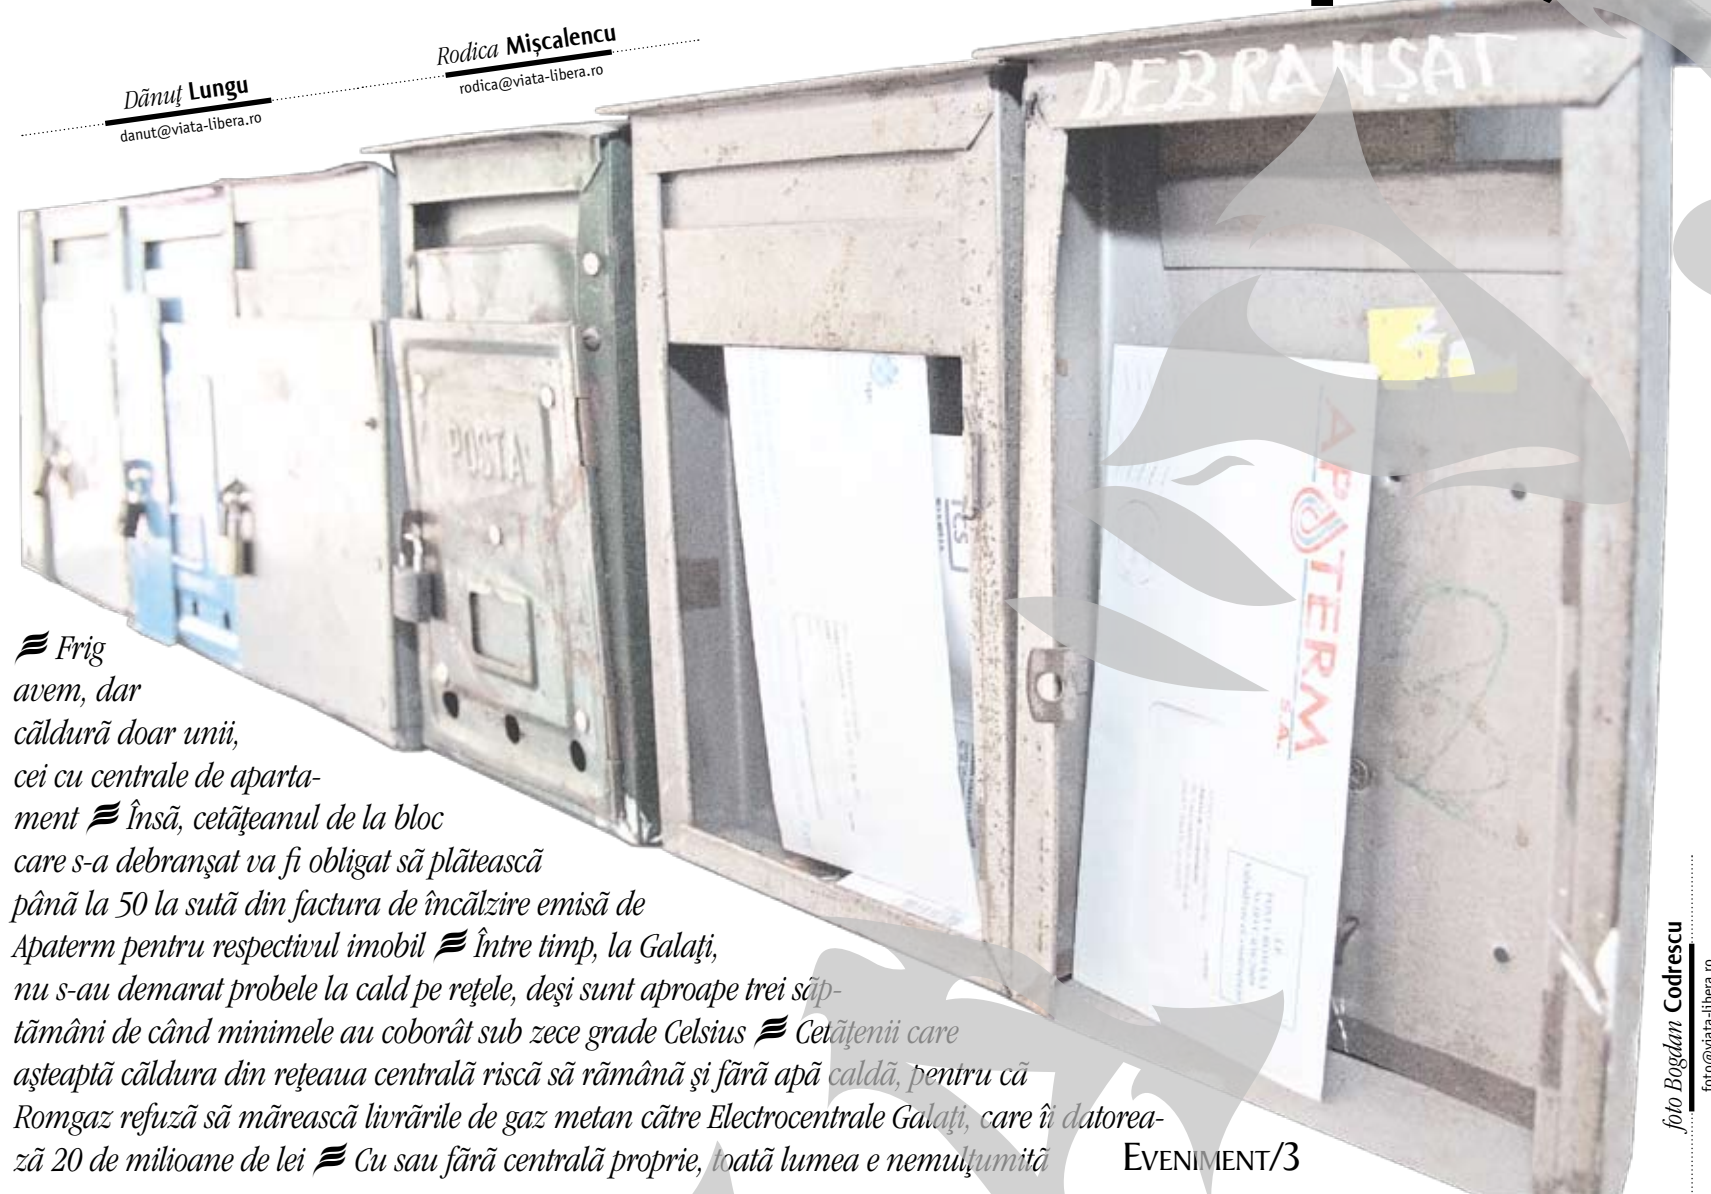 Dãnuţ Lungu
danut@viata-libera.ro
Rodica Mişcalencu
rodica@viata-libera.ro
DEBRANŞAT
POSTA
APATERM
S.A.
Frig
avem, dar
cãldurã doar unii,
cei cu centrale de aparta-
ment Însã, cetãţeanul de la bloc
care s-a debranşat va fi obligat sã plãteascã
pânã la 50 la sutã din factura de încãlzire emisã de
Apaterm pentru respectivul imobil Între timp, la Galaţi,
nu s-au demarat probele la cald pe reţele, deşi sunt aproape trei sãp-
tãmâni de când minimele au coborât sub zece grade Celsius Cetãţenii care
aşteaptã cãldura din reţeaua centralã riscã sã rãmânã şi fãrã apã caldã, pentru cã
Romgaz refuzã sã mãreascã livrãrile de gaz metan cãtre Electrocentrale Galaţi, care îi datorea-
zã 20 de milioane de lei Cu sau fãrã centralã proprie, toatã lumea e nemulţumitã
EVENIMENT/3
foto Bogdan Codrescu
foto@viata-libera.ro